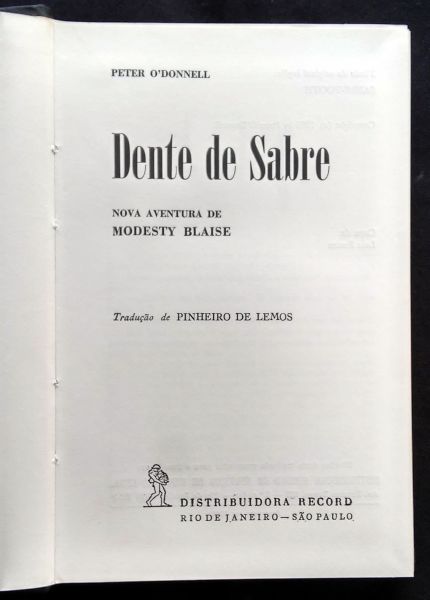 PETER O'DONNELL
Dente de Sabre
NOVA AVENTURA DE
MODESTY BLAISE
Tradução de PINHEIRO DE LEMOS
DISTRIBUIDORA RECORD
RIO DE JANEIRO — SÃO PAULO